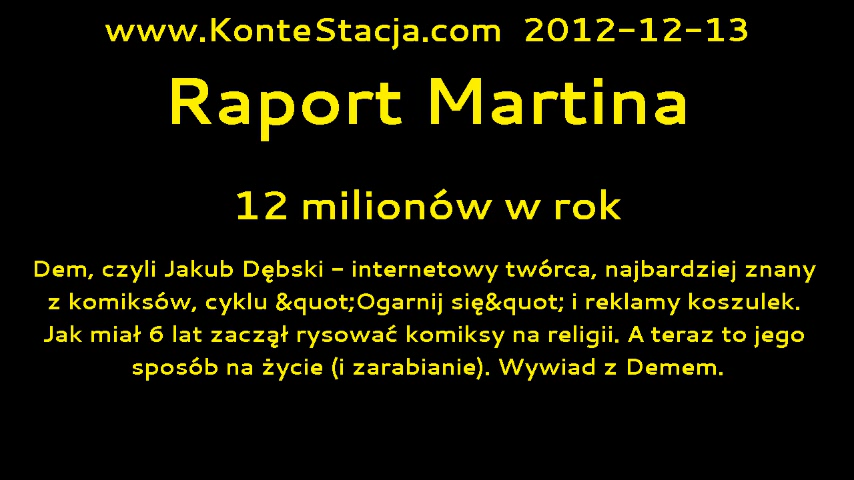 www.KonteStacja.com 2012-12-13
Raport Martina
12 milionów w rok
Dem, czyli Jakub Dębski - internetowy twórca, najbardziej znany
z komiksów, cyklu &quot;Ogarnij się&quot; i reklamy koszulek.
Jak miał 6 lat zaczął rysować komiksy na religii. A teraz to jego
sposób na życie (i zarabianie). Wywiad z Demem.